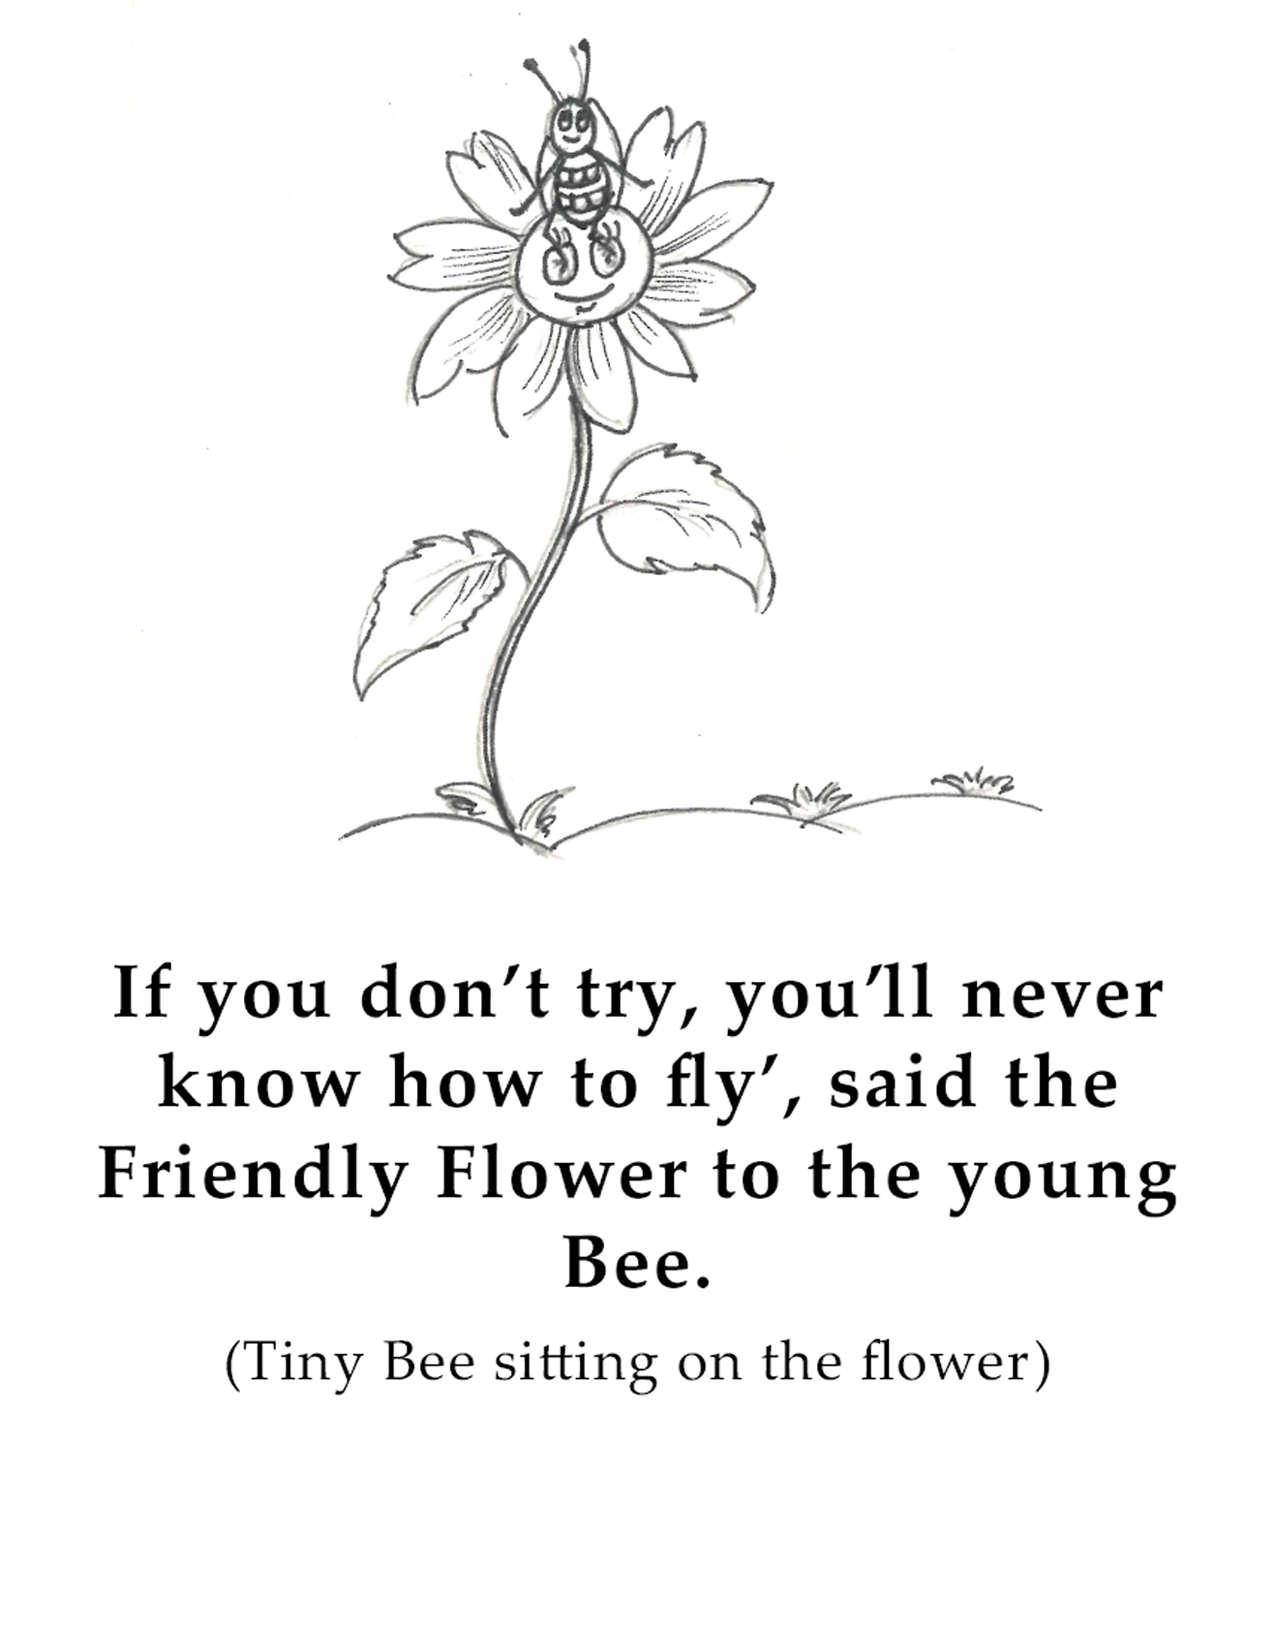 If you don’t try, you’ll never
know how to fly’, said the
Friendly Flower to the young
Bee.
(Tiny Bee sitting on the flower)